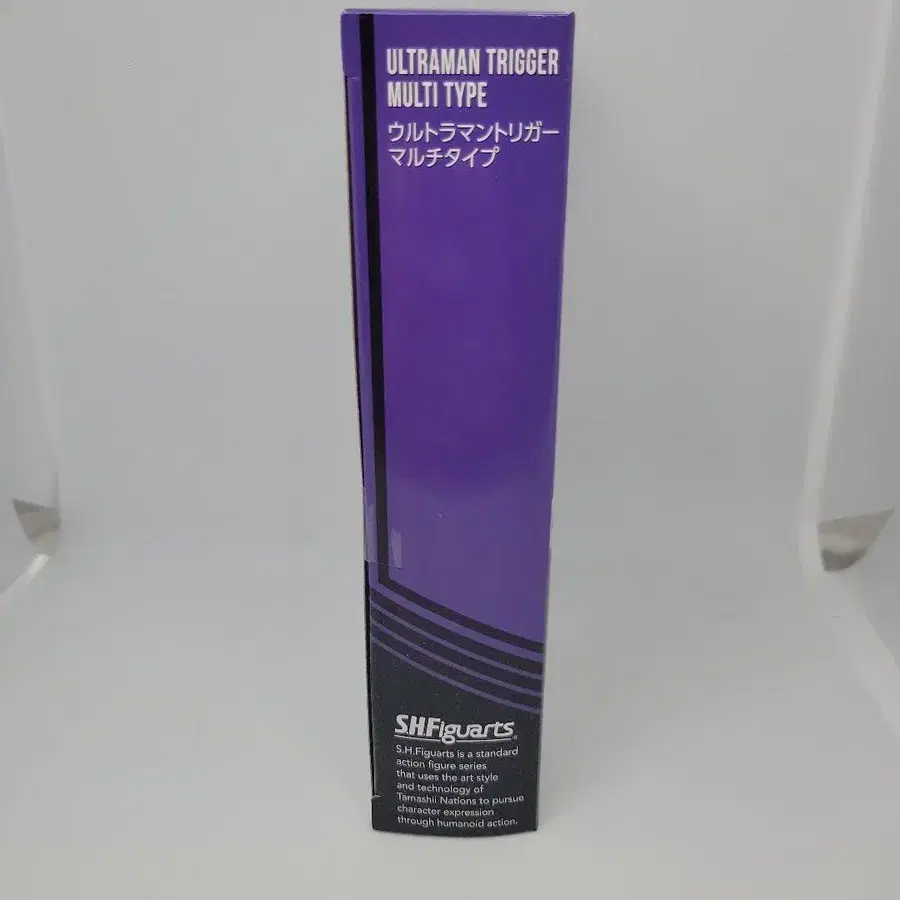 ULTRAMAN TRIGGER
MULTI TYPE
ウルトラマントリガー
マルチタイプ
S.H.Figuarts
S.H.Figuarts is a standard
action figure series
that uses the art style
and technology of
Tamashii Nations to pursue
character expression
through humanoid action.